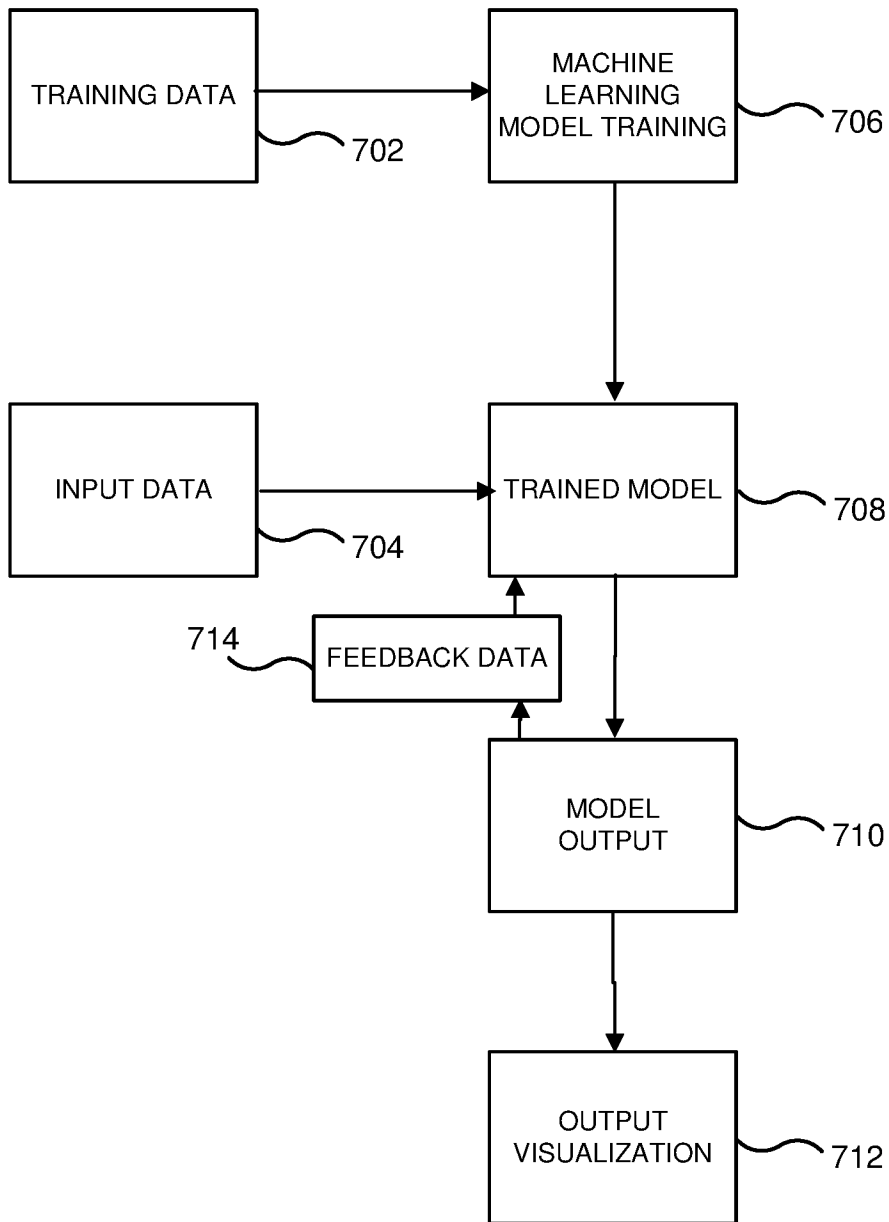 TRAINING DATA
702
MACHINE
LEARNING
MODEL TRAINING
706
INPUT DATA
704
TRAINED MODEL
708
714
FEEDBACK DATA
MODEL
OUTPUT
710
OUTPUT
VISUALIZATION
712